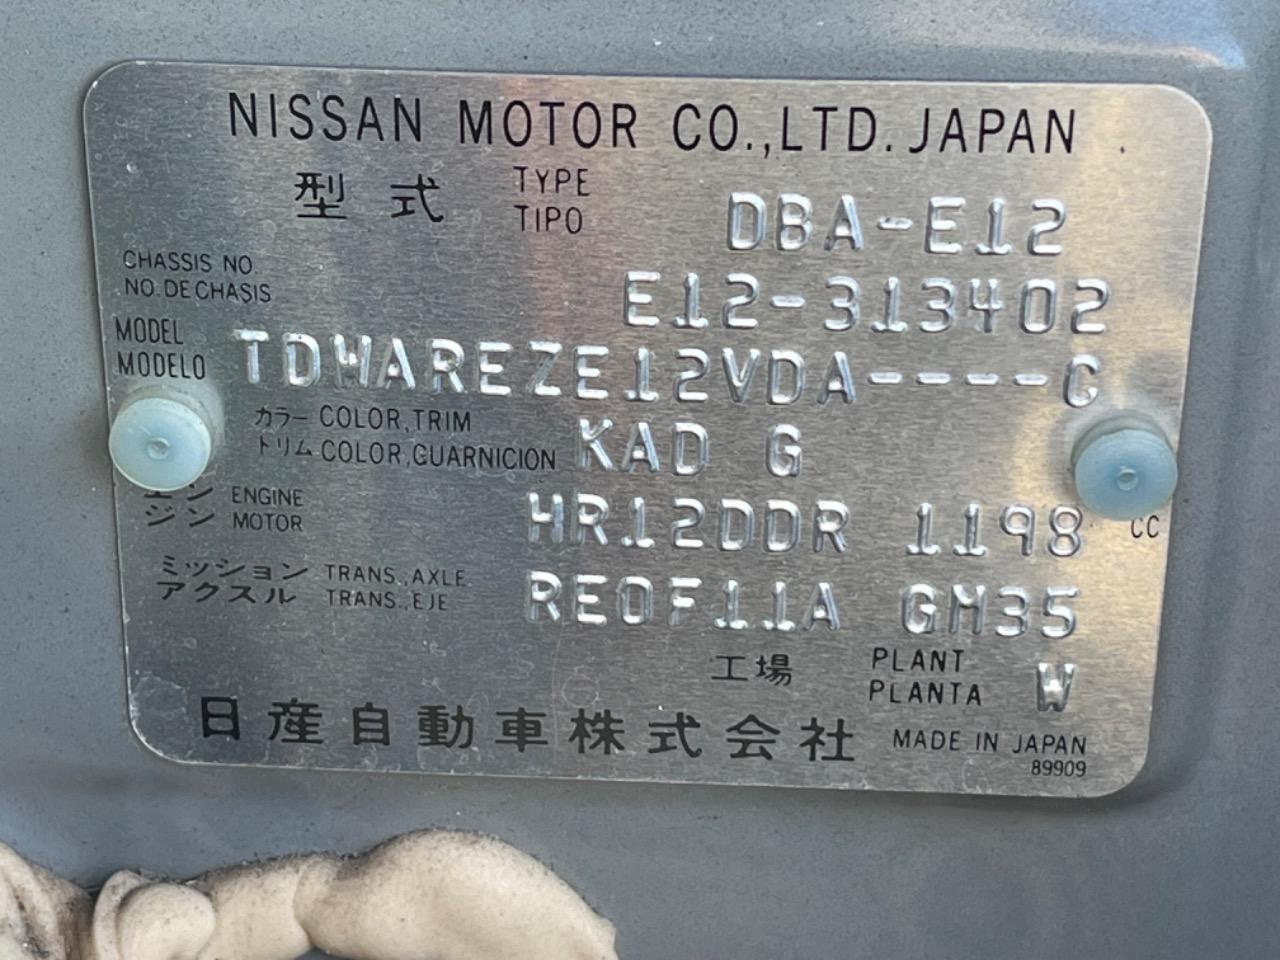 NISSAN MOTOR CO.,LTD. JAPAN
型式 TYPE TIPO DBA-E12
CHASSIS NO.
NO. DE CHASIS E12-313402
MODEL
MODELO TDWAREZE12VDA----C
カラー COLOR,TRIM
トリム COLOR,GUARNICION KAD G
エン ENGINE
ジン MOTOR HR12DDR 1198 CC
ミッション TRANS.,AXLE
アクスル TRANS.,EJE RE0F11A GM35
工場 PLANT PLANTA W
日産自動車株式会社 MADE IN JAPAN
89909